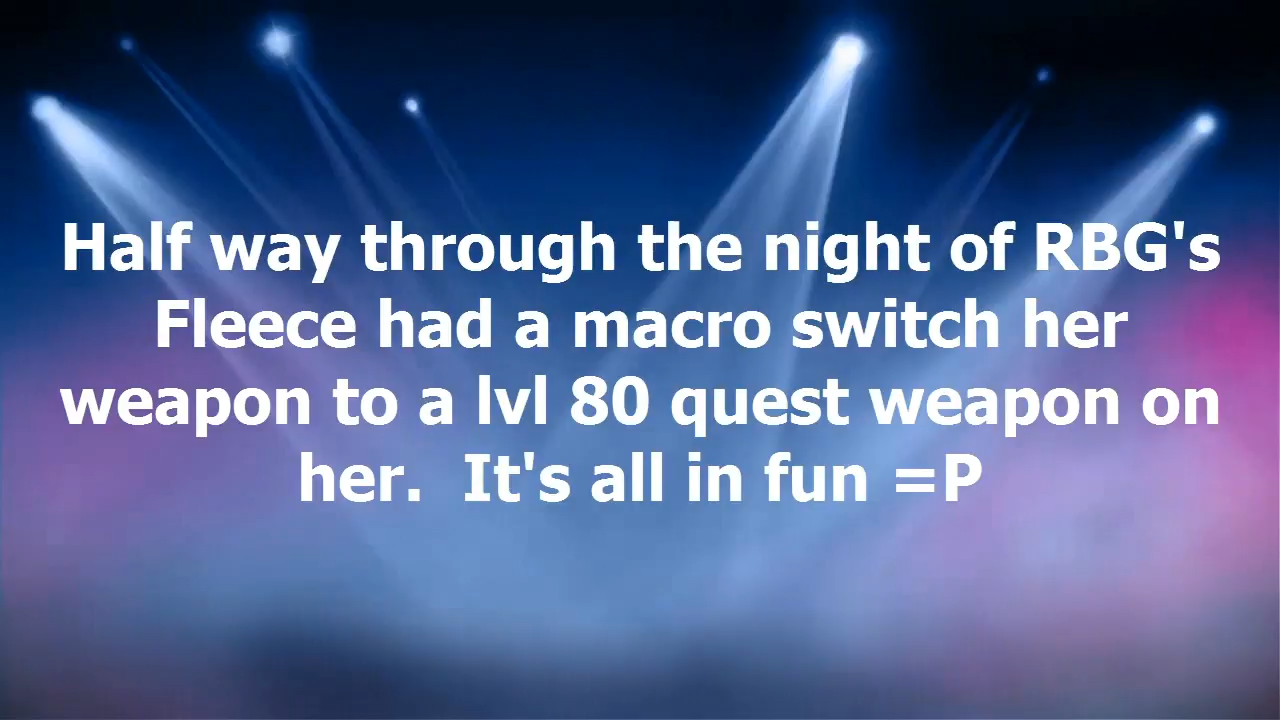 Half way through the night of RBG's
Fleece had a macro switch her
weapon to a lvl 80 quest weapon on
her.  It's all in fun =P